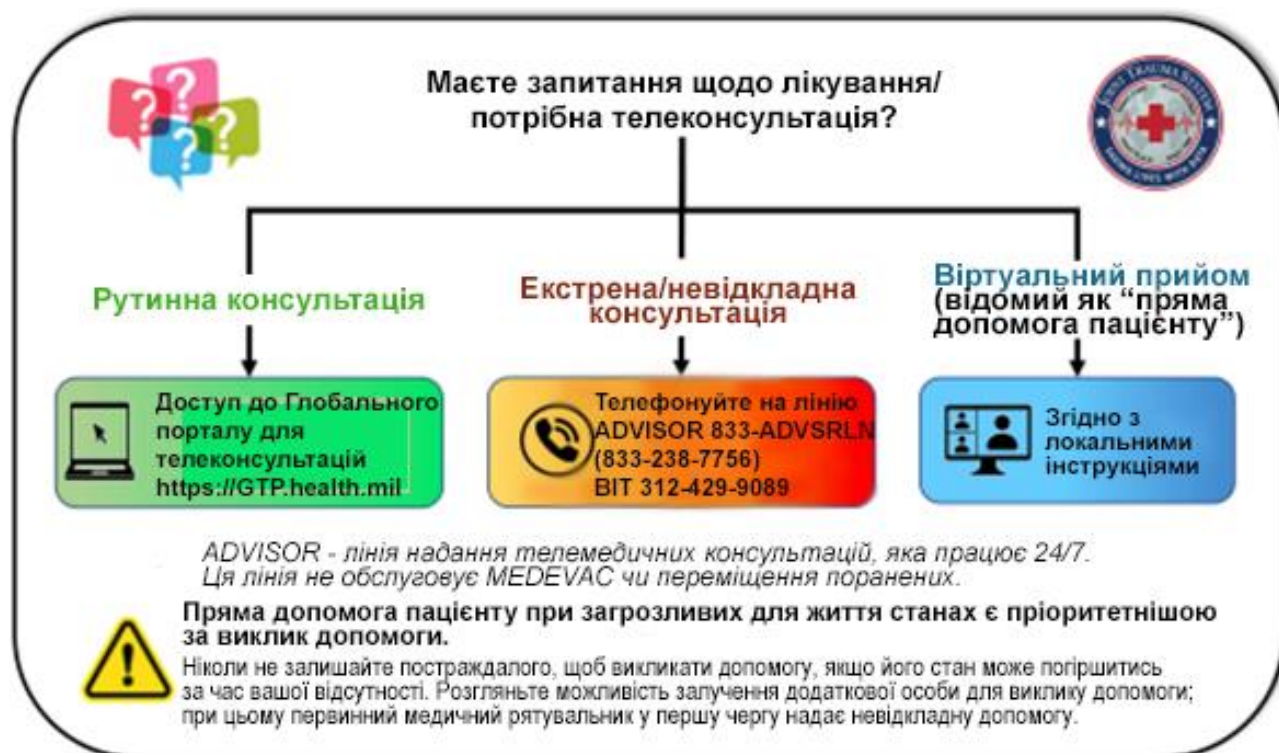 Маєте запитання щодо лікування/
потрібна телеконсультація?
JOINT TRAUMA SYSTEM
Рутинна консультація
Доступ до Глобального
порталу для
телеконсультацій
https://GTP.health.mil
Екстрена/невідкладна
консультація
Телефонуйте на лінію
ADVISOR 833-ADVSRLN
(833-238-7756)
ВІТ 312-429-9089
Віртуальний прийом
(відомий як “пряма
допомога пацієнту”)
Згідно з
локальними
інструкціями
ADVISOR - лінія надання телемедичних консультацій, яка працює 24/7.
Ця лінія не обслуговує MEDEVAC чи переміщення поранених.
Пряма допомога пацієнту при загрозливих для життя станах є пріоритетнішою
за виклик допомоги.
Ніколи не залишайте постраждалого, щоб викликати допомогу, якщо його стан може погіршитись
за час вашої відсутності. Розгляньте можливість залучення додаткової особи для виклику допомоги;
при цьому первинний медичний рятувальник у першу чергу надає невідкладну допомогу.